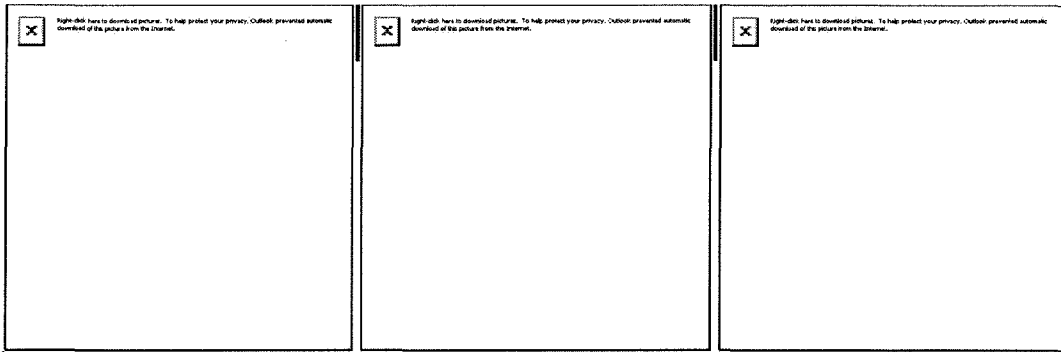 Right-click here to download pictures. To help protect your privacy, Outlook prevented automatic
download of this picture from the Internet.
Right-click here to download pictures. To help protect your privacy, Outlook prevented automatic
download of this picture from the Internet.
Right-click here to download pictures. To help protect your privacy, Outlook prevented automatic
download of this picture from the Internet.